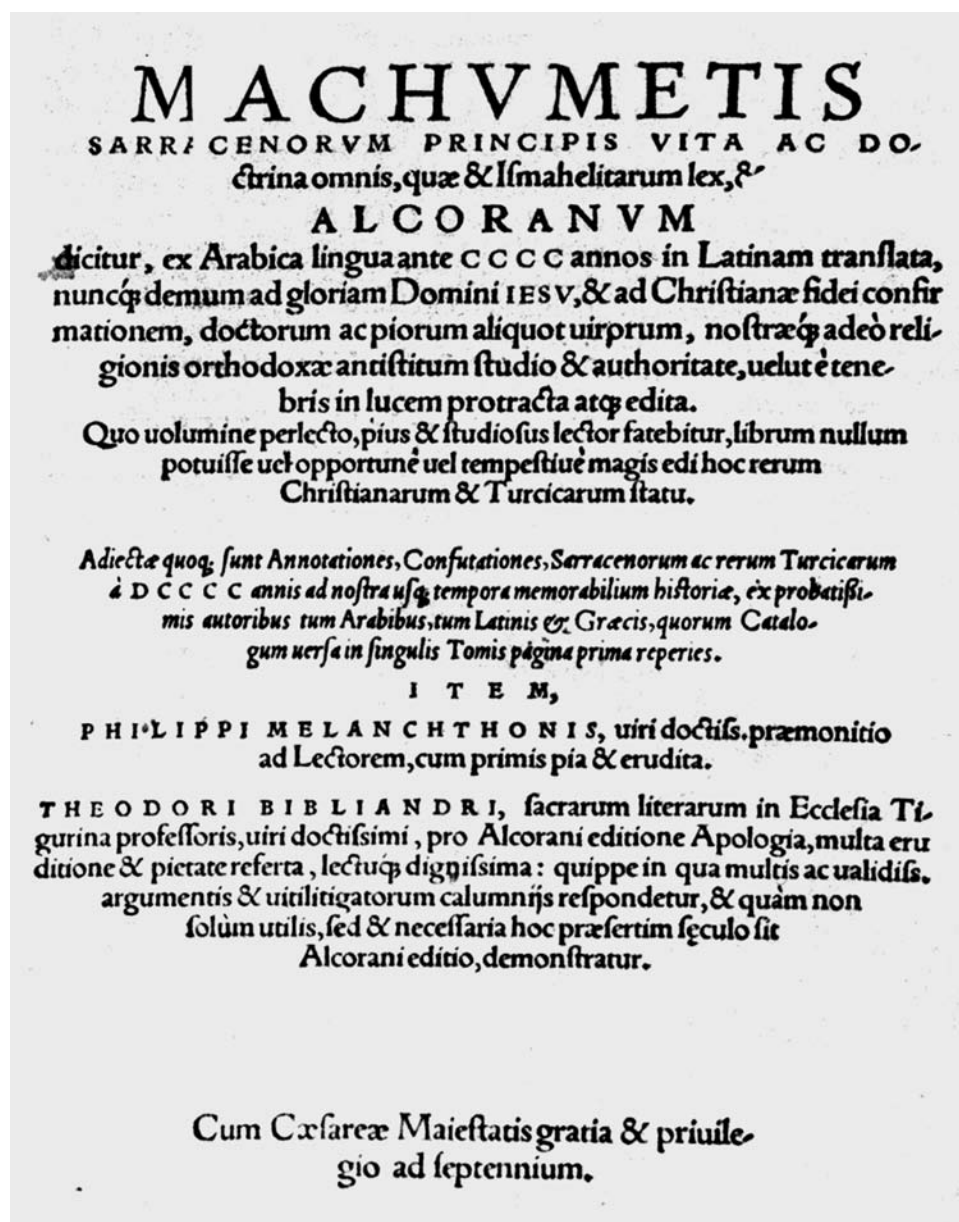 MACHVMETIS
SARRACENORVM PRINCIPIS VITA AC DO-
ctrina omnis, quæ & Iſmahelitarum lex, &
ALCORANVM
dicitur, ex Arabica lingua ante CCCC annos in Latinam tranſlata,
nuncq́ꝫ demum ad gloriam Domini IESV, & ad Chriſtianæ fidei confir
mationem, doctorum ac piorum aliquot uirprum, noſtræq́ꝫ adeò reli-
gionis orthodoxæ antiſtitum ſtudio & authoritate, uelut è tene-
bris in lucem protracta atqꝫ edita.
Quo uolumine perlecto, pius & ſtudioſus lector fatebitur, librum nullum
potuiſſe uel opportunè uel tempeſtiuè magis edi hoc rerum
Chriſtianarum & Turcicarum ſtatu.
Adiectæ quoqꝫ ſunt Annotationes, Confutationes, Sarracenorum ac rerum Turcicarum
à DCCCC annis ad noſtra uſqꝫ tempora memorabilium hiſtoriæ, èx probatißi-
mis autoribus tum Arabibus, tum Latinis & Græcis, quorum Catalo-
gum uerſa in ſingulis Tomis pagina prima reperies.
ITEM,
PHILIPPI MELANCHTHONIS, uiri doctiſs. præmonitio
ad Lectorem, cum primis pia & erudita.
THEODORI BIBLIANDRI, ſacrarum literarum in Eccleſia Ti-
gurina profeſſoris, uiri doctiſsimi, pro Alcorani editione Apologia, multa eru
ditione & pietate referta, lectuq́ꝫ digniſsima: quippe in qua multis ac ualidiſs.
argumentis & uitilitigatorum calumnijs reſpondetur, & quàm non
ſolùm utilis, ſed & neceſſaria hoc præſertim ſęculo ſit
Alcorani editio, demonſtratur.
Cum Cæſareæ Maieſtatis gratia & priuile-
gio ad ſeptennium.